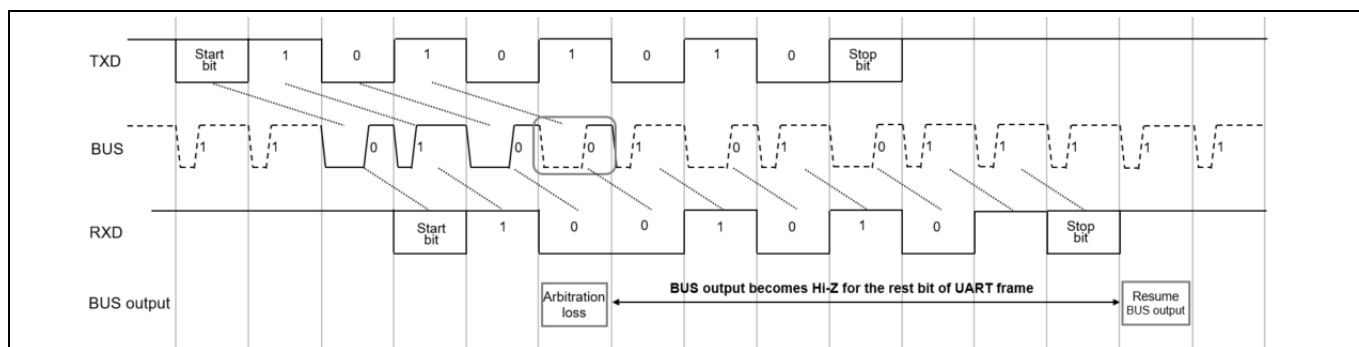 TXD Start bit 1 0 1 0 1 0 1 0 Stop bit
BUS 1 1 0 1 0 0 1 0 1 0 1 1 1 1
RXD Start bit 1 0 0 1 0 1 0 Stop bit
BUS output Arbitration loss BUS output becomes Hi-Z for the rest bit of UART frame Resume BUS output